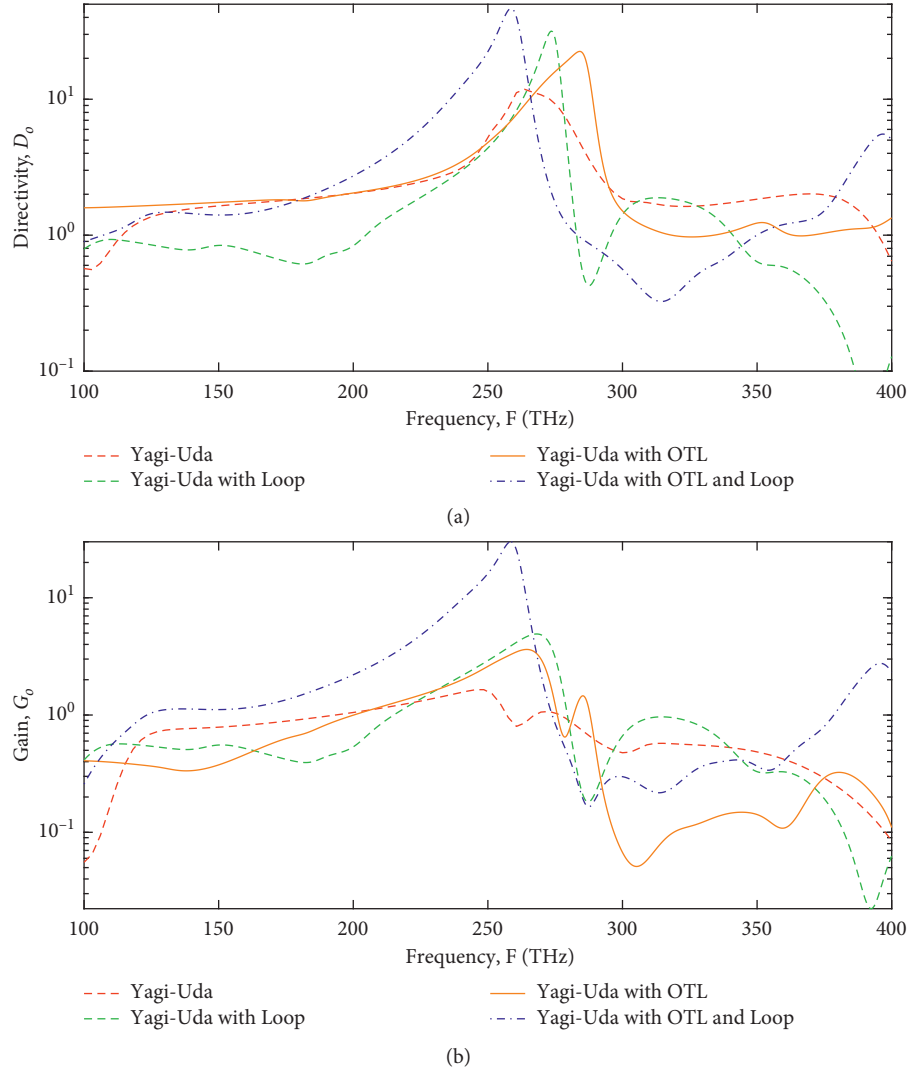 Directivity, D_o
10^1
10^0
10^−1
100 150 200 250 300 350 400
Frequency, F (THz)
Yagi-Uda
Yagi-Uda with Loop
Yagi-Uda with OTL
Yagi-Uda with OTL and Loop
(a)
Gain, G_o
10^1
10^0
10^−1
100 150 200 250 300 350 400
Frequency, F (THz)
Yagi-Uda
Yagi-Uda with Loop
Yagi-Uda with OTL
Yagi-Uda with OTL and Loop
(b)